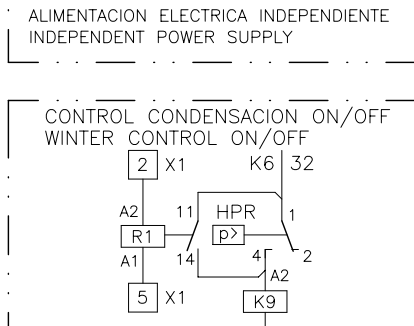 ALIMENTACION ELECTRICA INDEPENDIENTE
INDEPENDENT POWER SUPPLY
CONTROL CONDENSACION ON/OFF
WINTER CONTROL ON/OFF
2 X1 K6 32
A2 11 HPR 1
R1 p>
A1 14 4 2
A2
5 X1 K9